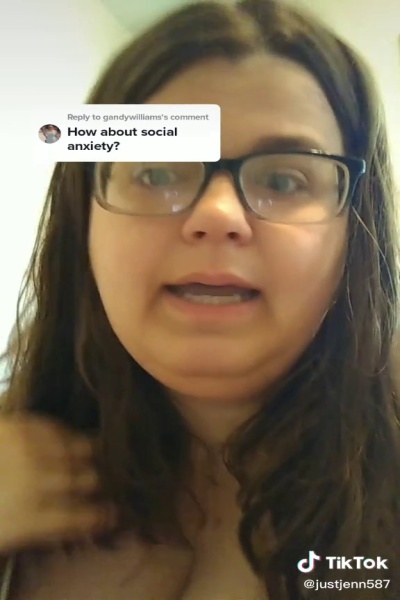 Reply to gandywilliams's comment
How about social
anxiety?
TikTok
@justjenn587